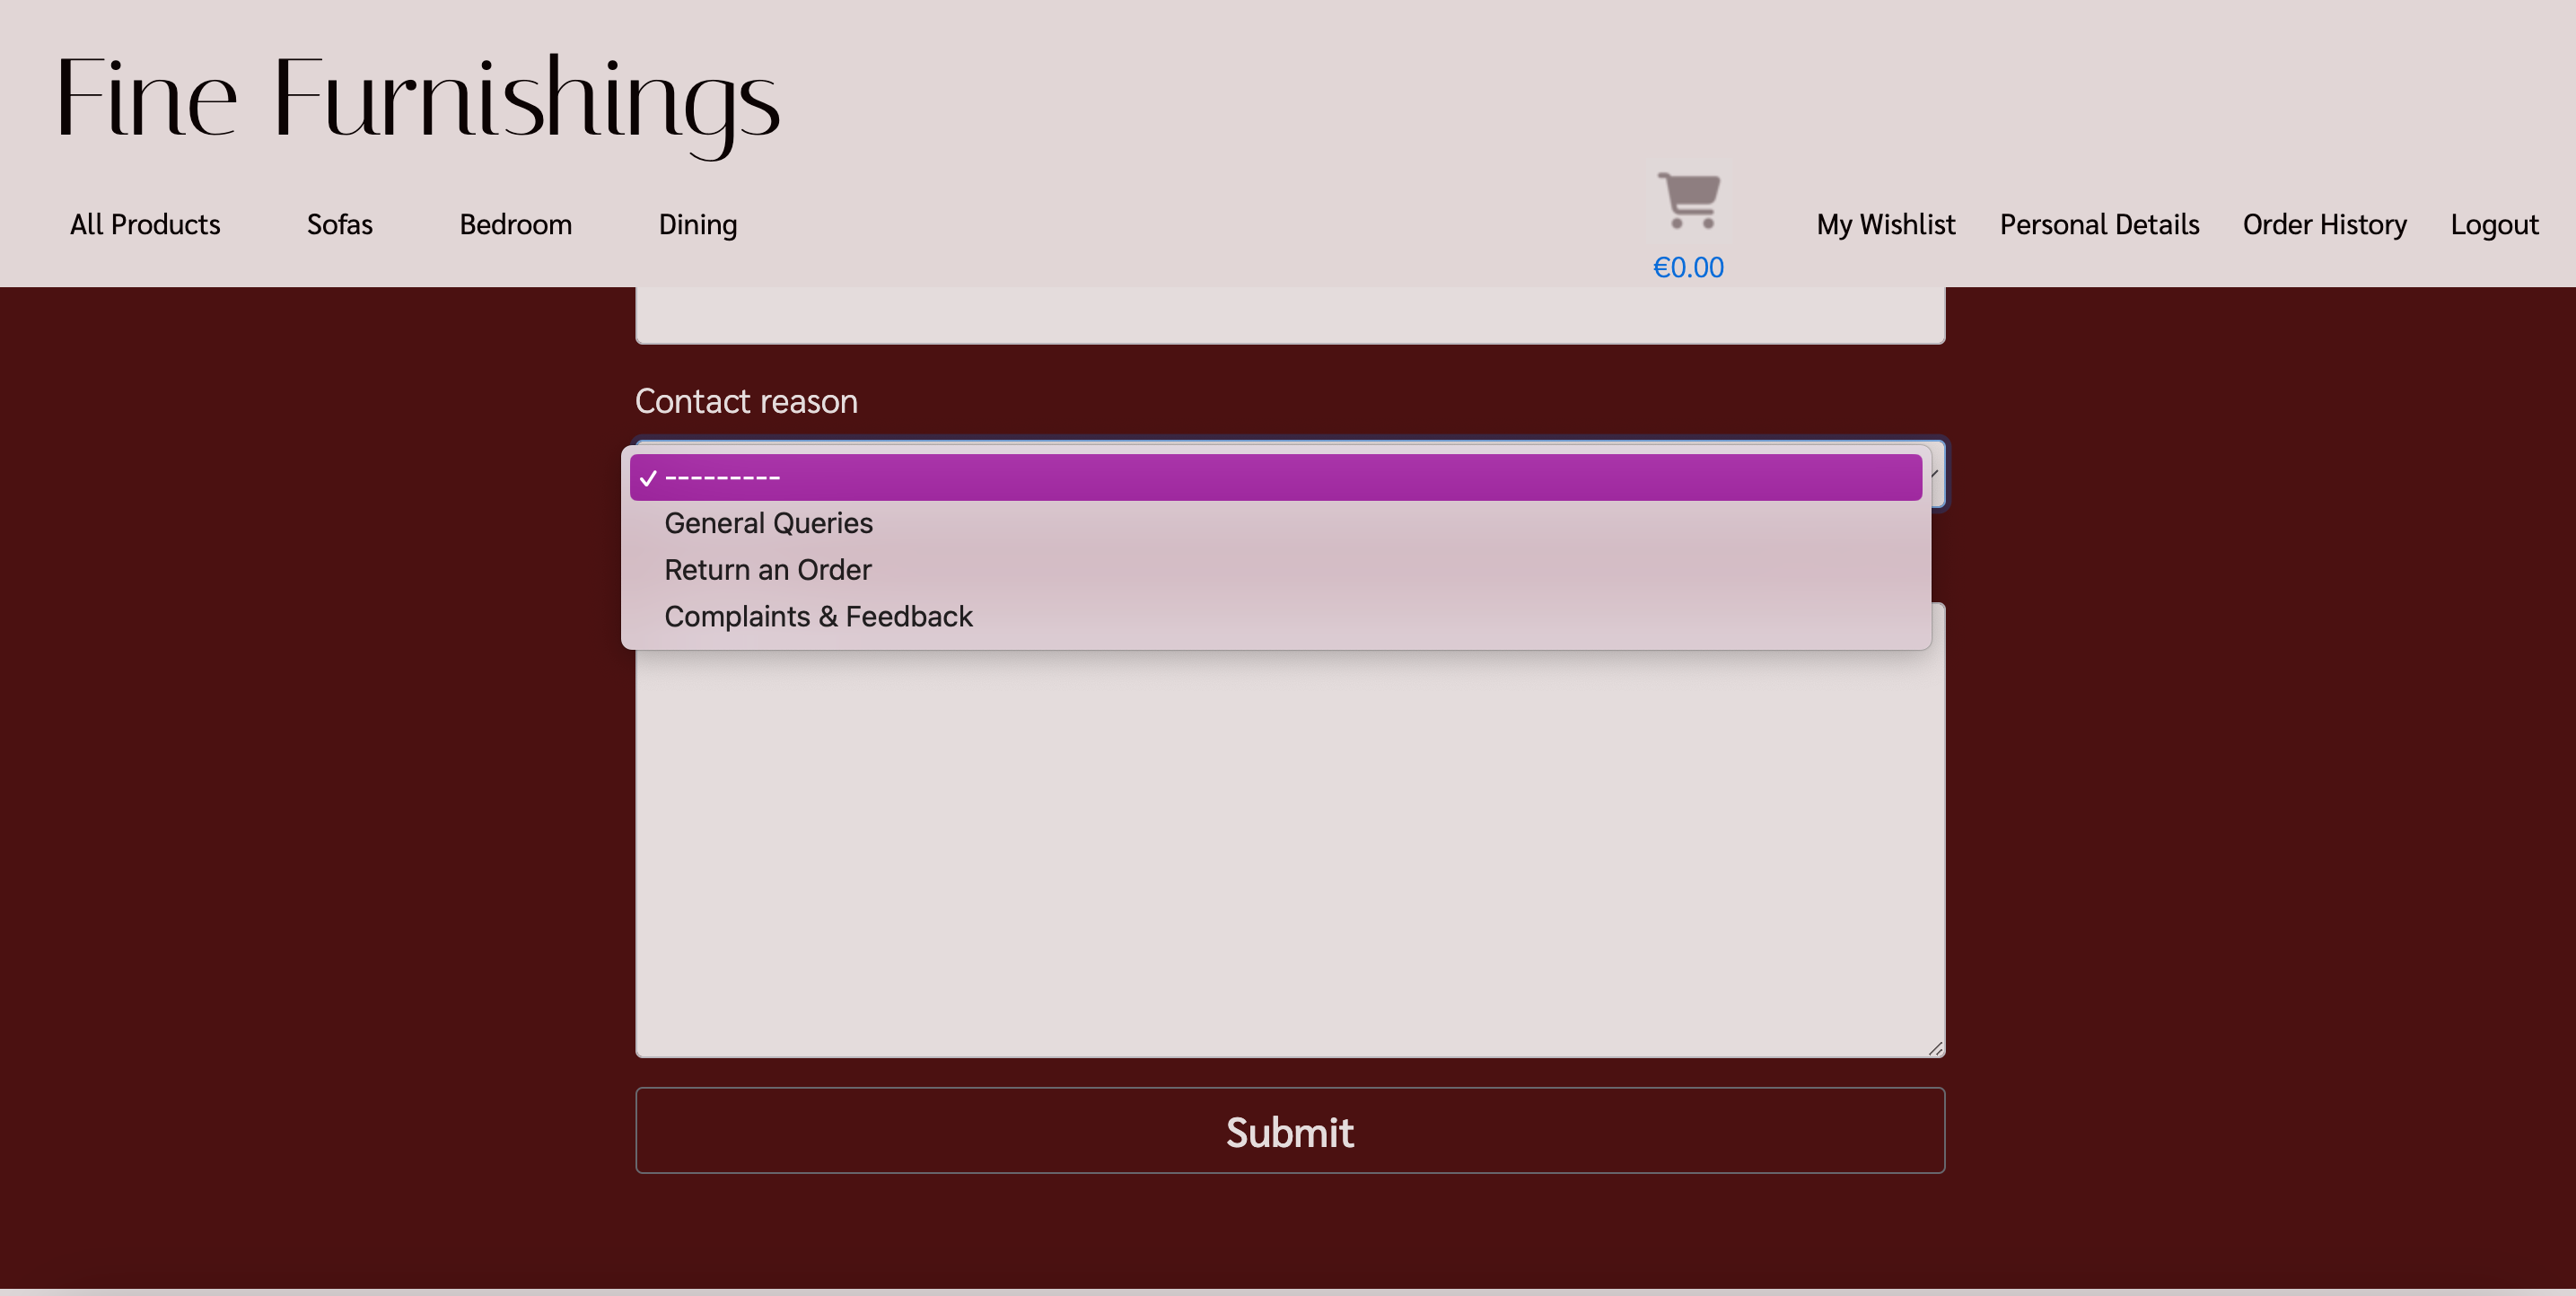 Fine Furnishings
All Products Sofas Bedroom Dining My Wishlist Personal Details Order History Logout
€0.00
Contact reason
---------
General Queries
Return an Order
Complaints & Feedback
Submit